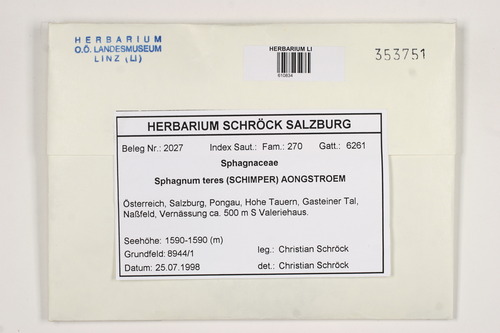 HERBARIUM
O.Ö. LANDESMUSEUM
LINZ (LI)
HERBARIUM LI
610834
353751
HERBARIUM SCHRÖCK SALZBURG
Beleg Nr.: 2027 Index Saut.: Fam.: 270 Gatt.: 6261
Sphagnaceae
Sphagnum teres (SCHIMPER) AONGSTROEM
Österreich, Salzburg, Pongau, Hohe Tauern, Gasteiner Tal,
Naßfeld, Vernässung ca. 500 m S Valeriehaus.
Seehöhe: 1590-1590 (m)
Grundfeld: 8944/1 leg.: Christian Schröck
Datum: 25.07.1998 det.: Christian Schröck